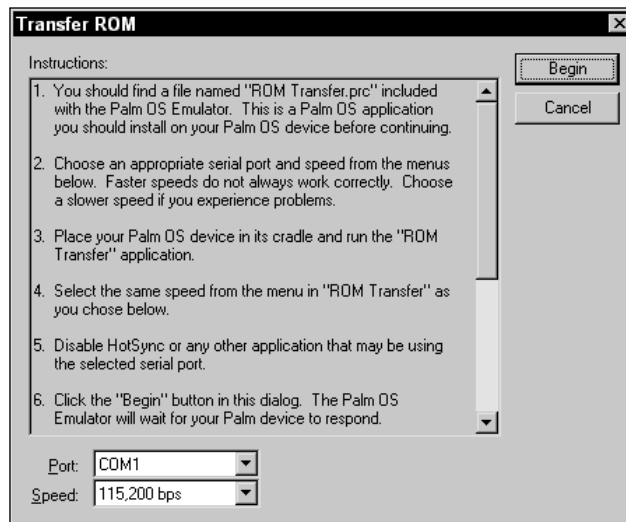 Transfer ROM
Instructions:
1. You should find a file named "ROM Transfer.prc" included
with the Palm OS Emulator. This is a Palm OS application
you should install on your Palm OS device before continuing.
2. Choose an appropriate serial port and speed from the menus
below. Faster speeds do not always work correctly. Choose
a slower speed if you experience problems.
3. Place your Palm OS device in its cradle and run the "ROM
Transfer" application.
4. Select the same speed from the menu in "ROM Transfer" as
you chose below.
5. Disable HotSync or any other application that may be using
the selected serial port.
6. Click the "Begin" button in this dialog. The Palm OS
Emulator will wait for your Palm device to respond.
Begin
Cancel
Port: COM1
Speed: 115,200 bps